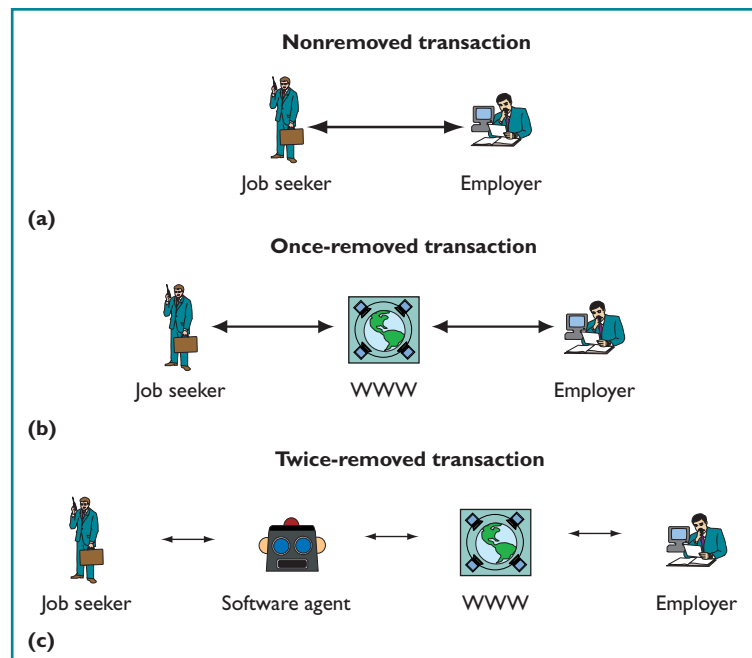 Nonremoved transaction
Job seeker Employer
(a)
Once-removed transaction
Job seeker WWW Employer
(b)
Twice-removed transaction
Job seeker Software agent WWW Employer
(c)